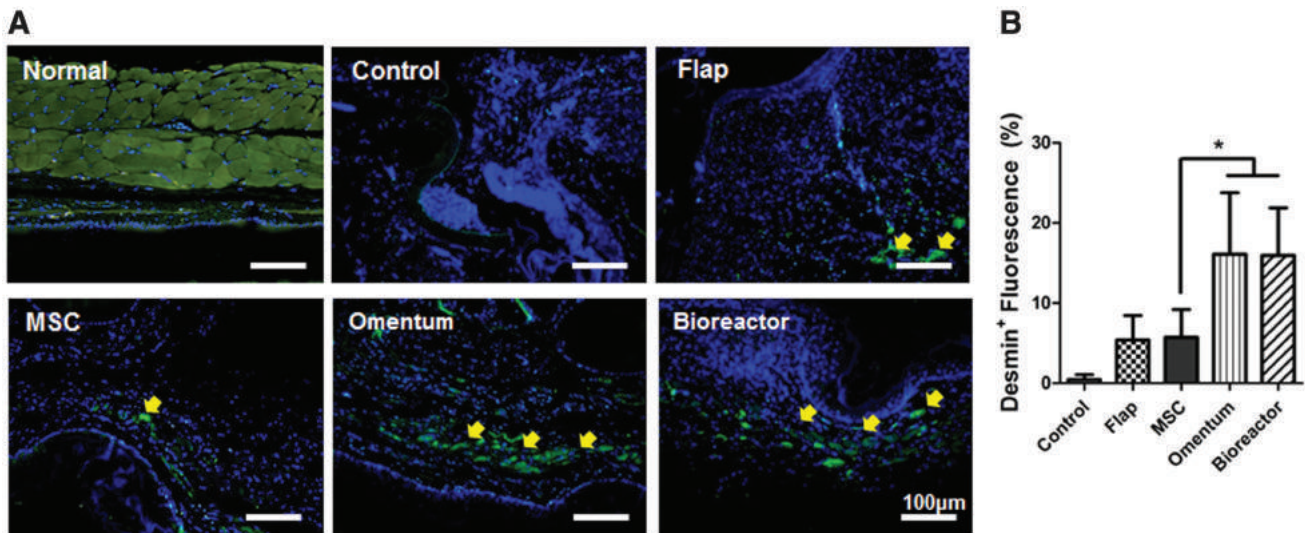 A
Normal
Control
Flap
MSC
Omentum
Bioreactor
100µm
B
Desmin+ Fluorescence (%)
30
20
10
0
*
Control
Flap
MSC
Omentum
Bioreactor